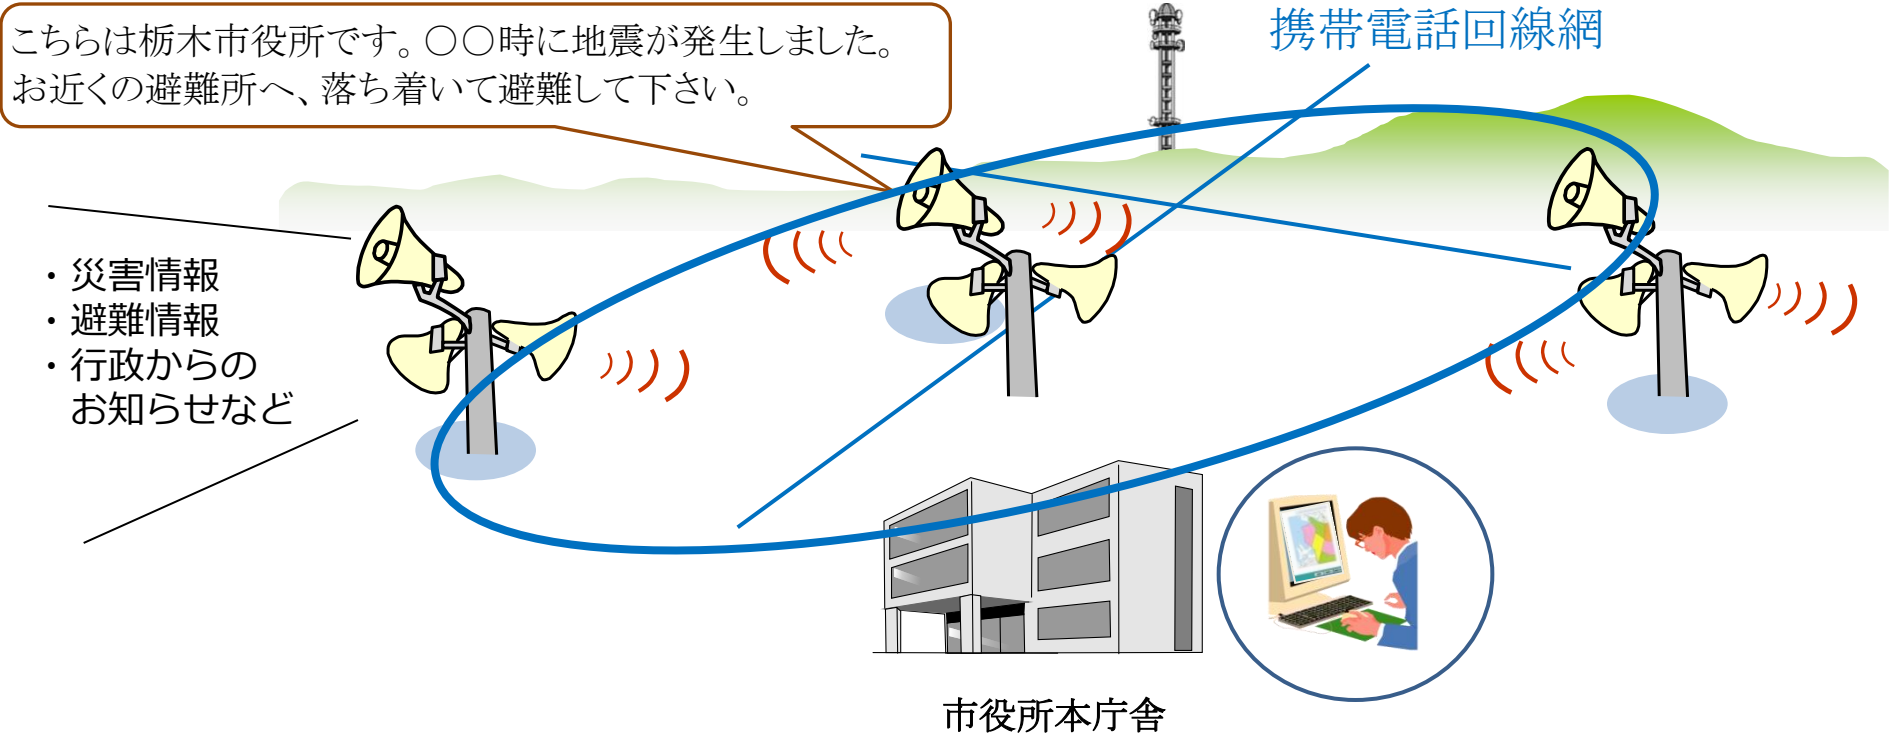 こちらは栃木市役所です。〇〇時に地震が発生しました。
お近くの避難所へ、落ち着いて避難して下さい。
携帯電話回線網
・災害情報
・避難情報
・行政からの
お知らせなど
市役所本庁舎